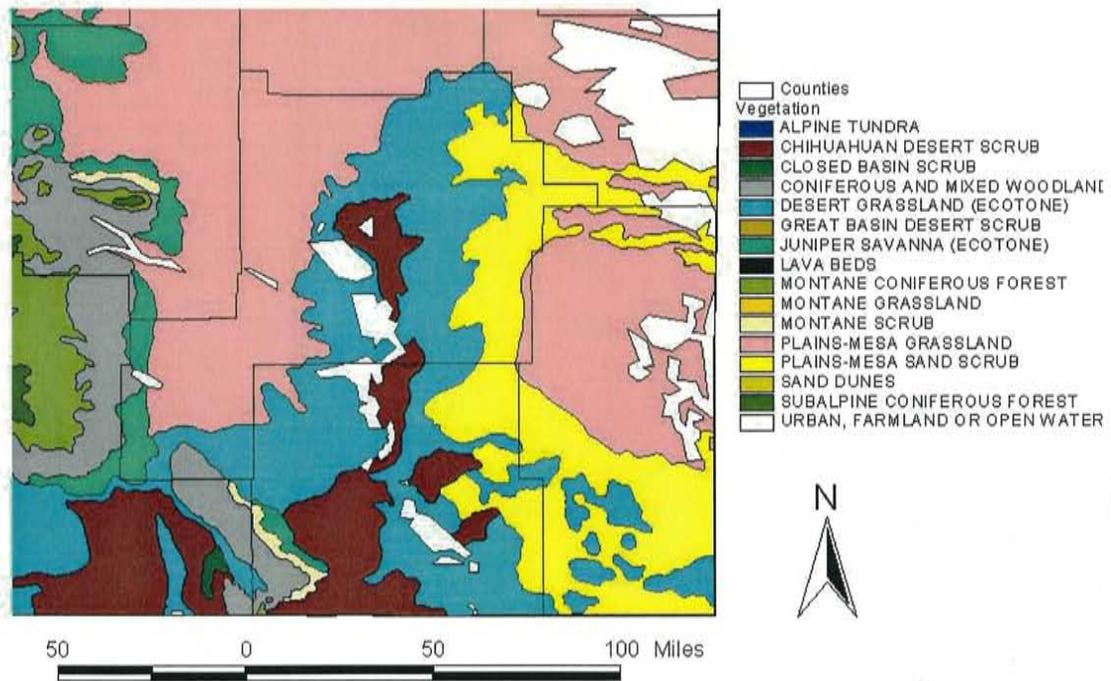 Counties
Vegetation
ALPINE TUNDRA
CHIHUAHUAN DESERT SCRUB
CLOSED BASIN SCRUB
CONIFEROUS AND MIXED WOODLAND
DESERT GRASSLAND (ECOTONE)
GREAT BASIN DESERT SCRUB
JUNIPER SAVANNA (ECOTONE)
LAVA BEDS
MONTANE CONIFEROUS FOREST
MONTANE GRASSLAND
MONTANE SCRUB
PLAINS-MESA GRASSLAND
PLAINS-MESA SAND SCRUB
SAND DUNES
SUBALPINE CONIFEROUS FOREST
URBAN, FARMLAND OR OPEN WATER
N
50 0 50 100 Miles